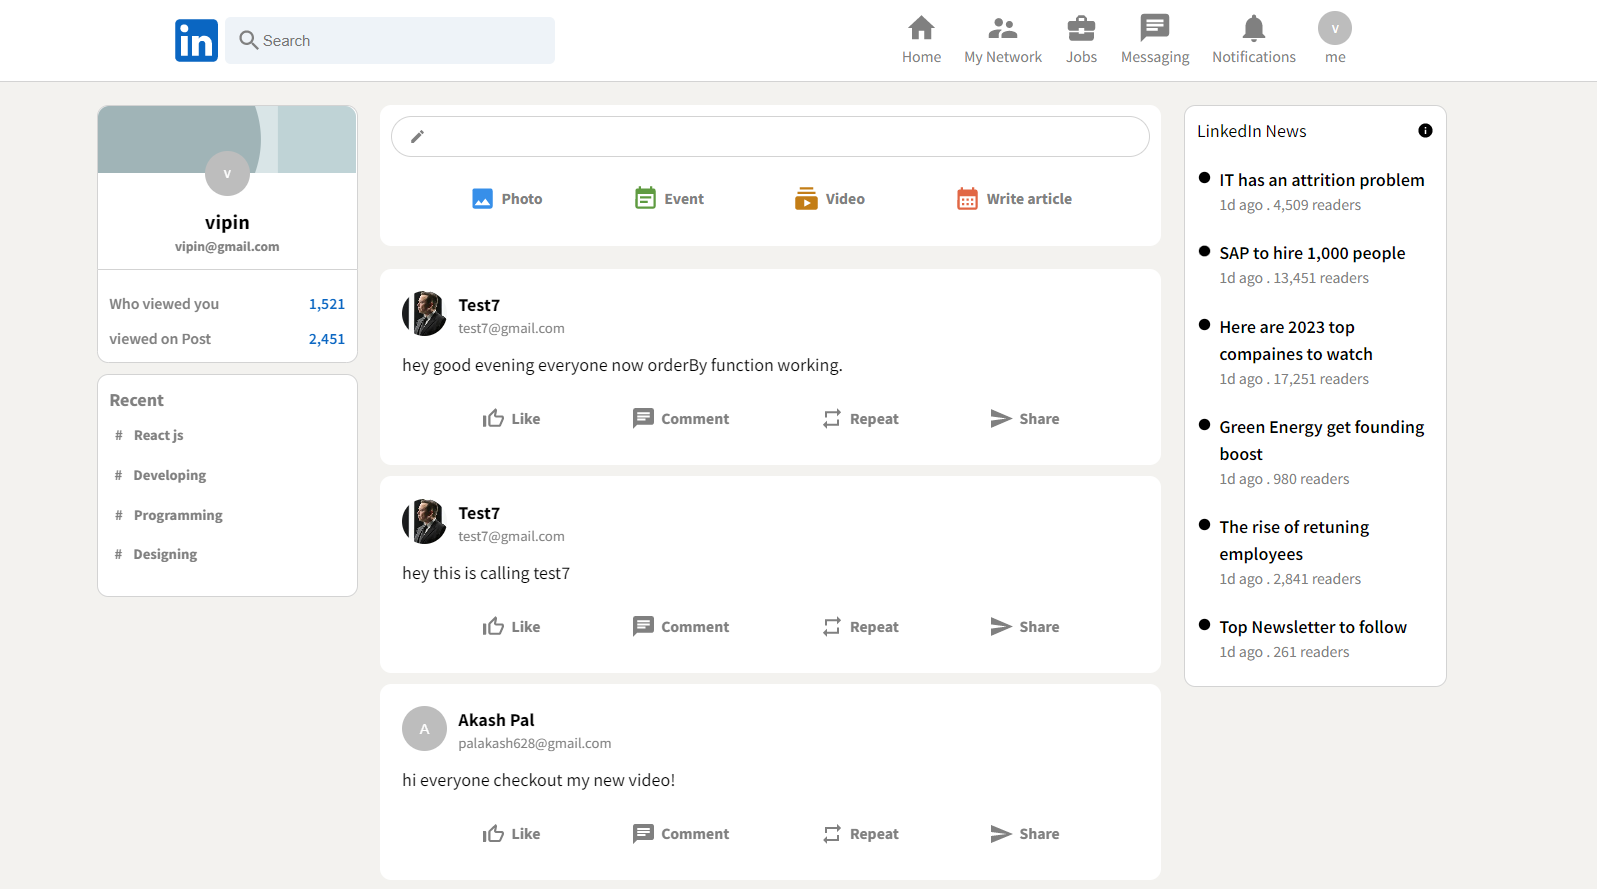 in
Search
Home
My Network
Jobs
Messaging
Notifications
v
me
v
vipin
vipin@gmail.com
Who viewed you 1,521
viewed on Post 2,451
Recent
# React js
# Developing
# Programming
# Designing
Photo
Event
Video
Write article
Test7
test7@gmail.com
hey good evening everyone now orderBy function working.
Like Comment Repeat Share
Test7
test7@gmail.com
hey this is calling test7
Like Comment Repeat Share
A
Akash Pal
palakash628@gmail.com
hi everyone checkout my new video!
Like Comment Repeat Share
LinkedIn News
IT has an attrition problem
1d ago . 4,509 readers
SAP to hire 1,000 people
1d ago . 13,451 readers
Here are 2023 top
compaines to watch
1d ago . 17,251 readers
Green Energy get founding
boost
1d ago . 980 readers
The rise of retuning
employees
1d ago . 2,841 readers
Top Newsletter to follow
1d ago . 261 readers